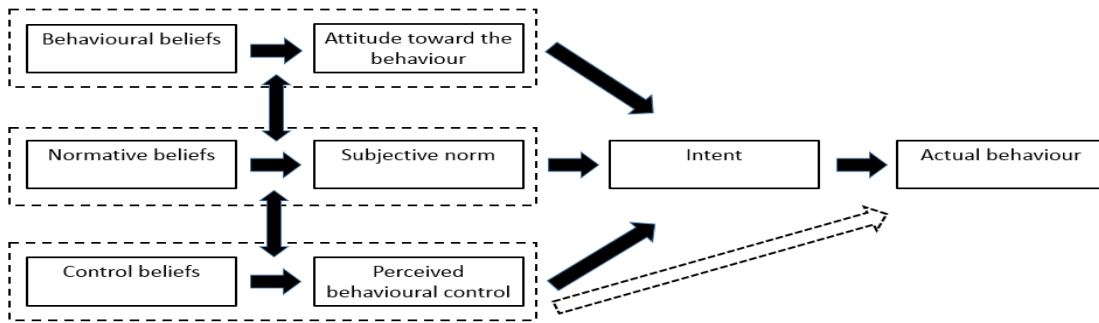 Behavioural beliefs
Attitude toward the
behaviour
Normative beliefs
Subjective norm
Intent
Actual behaviour
Control beliefs
Perceived
behavioural control